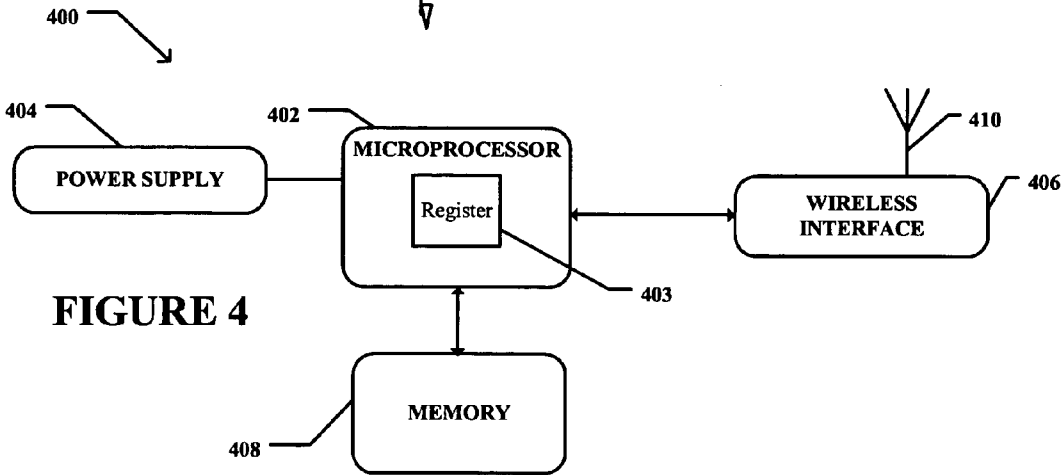 400
404
402
410
MICROPROCESSOR
POWER SUPPLY
406
Register
WIRELESS
INTERFACE
403
FIGURE 4
MEMORY
408